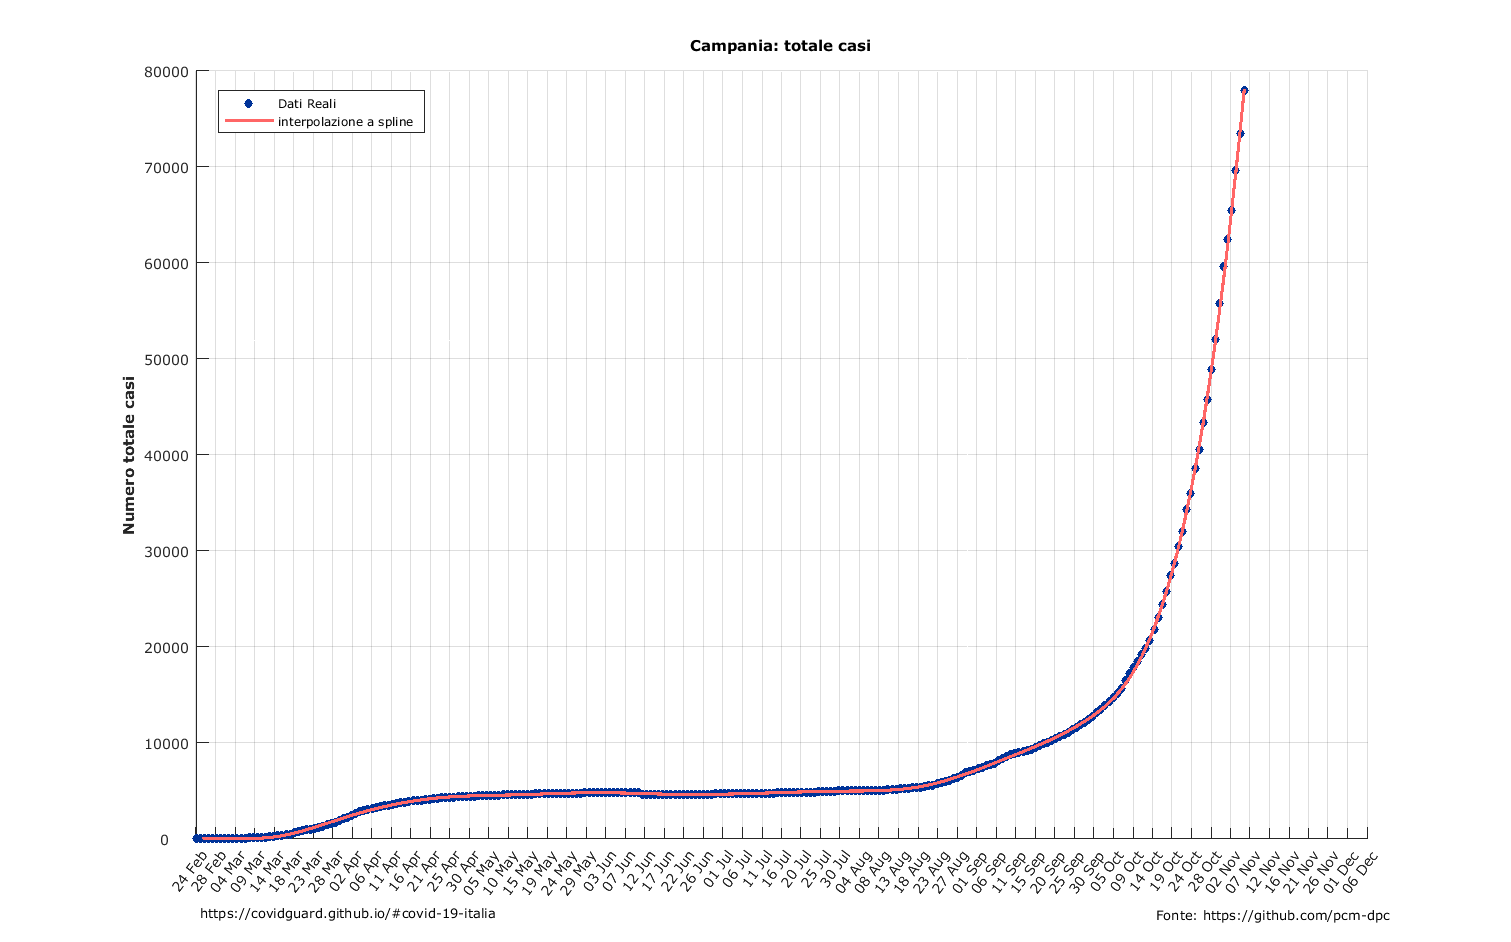 Campania: totale casi
Dati Reali
interpolazione a spline
Numero totale casi
80000
70000
60000
50000
40000
30000
20000
10000
0
24 Feb
28 Feb
04 Mar
09 Mar
14 Mar
18 Mar
23 Mar
28 Mar
02 Apr
06 Apr
11 Apr
16 Apr
21 Apr
25 Apr
30 Apr
05 May
10 May
15 May
19 May
24 May
29 May
03 Jun
07 Jun
12 Jun
17 Jun
22 Jun
26 Jun
01 Jul
06 Jul
11 Jul
16 Jul
20 Jul
25 Jul
30 Jul
04 Aug
08 Aug
13 Aug
18 Aug
23 Aug
27 Aug
01 Sep
06 Sep
11 Sep
15 Sep
20 Sep
25 Sep
30 Sep
05 Oct
09 Oct
14 Oct
19 Oct
24 Oct
28 Oct
02 Nov
07 Nov
12 Nov
16 Nov
21 Nov
26 Nov
01 Dec
06 Dec
https://covidguard.github.io/#covid-19-italia
Fonte: https://github.com/pcm-dpc